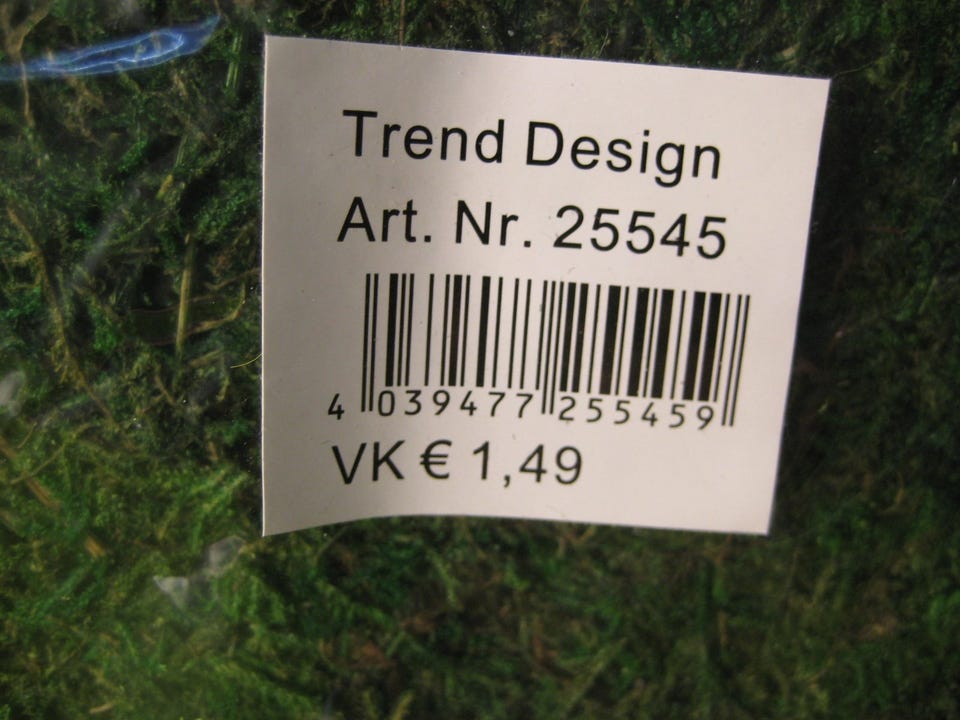 Trend Design
Art. Nr. 25545
4 039477 255459
VK € 1,49